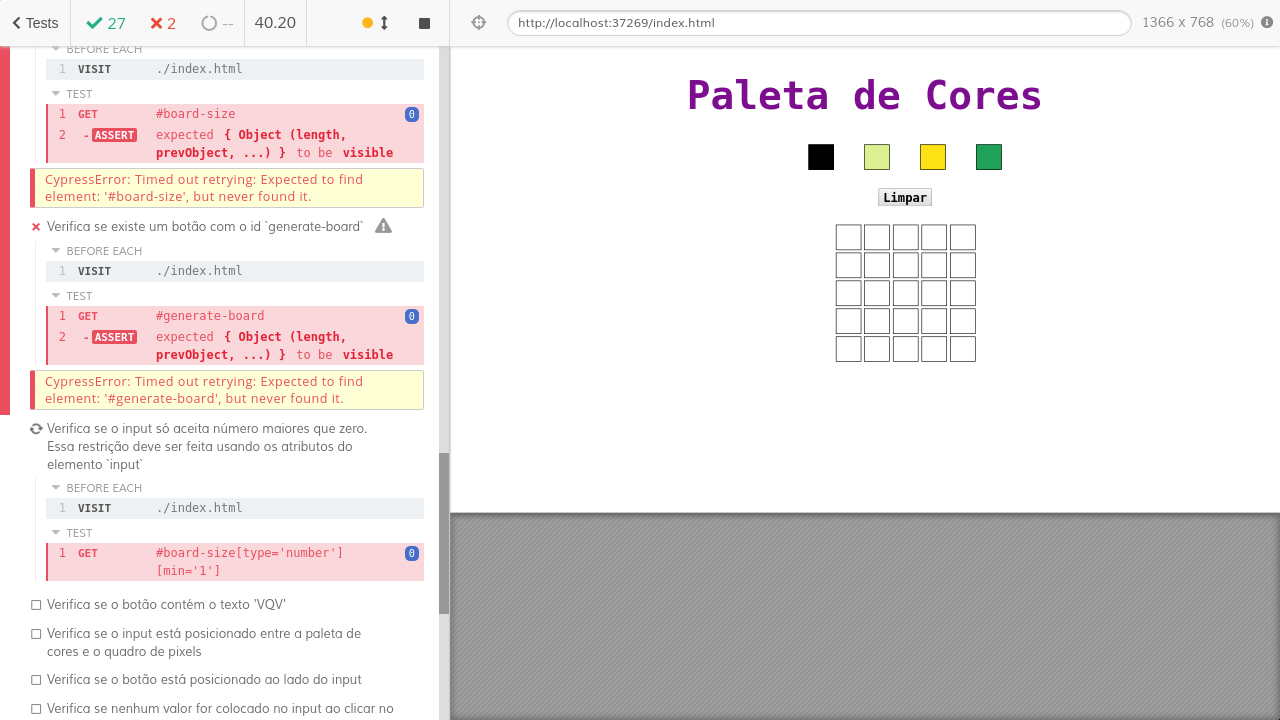 Tests 27 2 -- 40.20
http://localhost:37269/index.html 1366 x 768 (60%)
BEFORE EACH
1 VISIT ./index.html
TEST
1 GET #board-size 0
2 - ASSERT expected { Object (length,
prevObject, ...) } to be visible
CypressError: Timed out retrying: Expected to find
element: '#board-size', but never found it.
Verifica se existe um botão com o id `generate-board`
BEFORE EACH
1 VISIT ./index.html
TEST
1 GET #generate-board 0
2 - ASSERT expected { Object (length,
prevObject, ...) } to be visible
CypressError: Timed out retrying: Expected to find
element: '#generate-board', but never found it.
Verifica se o input só aceita número maiores que zero.
Essa restrição deve ser feita usando os atributos do
elemento `input`
BEFORE EACH
1 VISIT ./index.html
TEST
1 GET #board-size[type='number'] 0
[min='1']
Verifica se o botão contém o texto 'VQV'
Verifica se o input está posicionado entre a paleta de
cores e o quadro de pixels
Verifica se o botão está posicionado ao lado do input
Verifica se nenhum valor for colocado no input ao clicar no
Paleta de Cores
Limpar